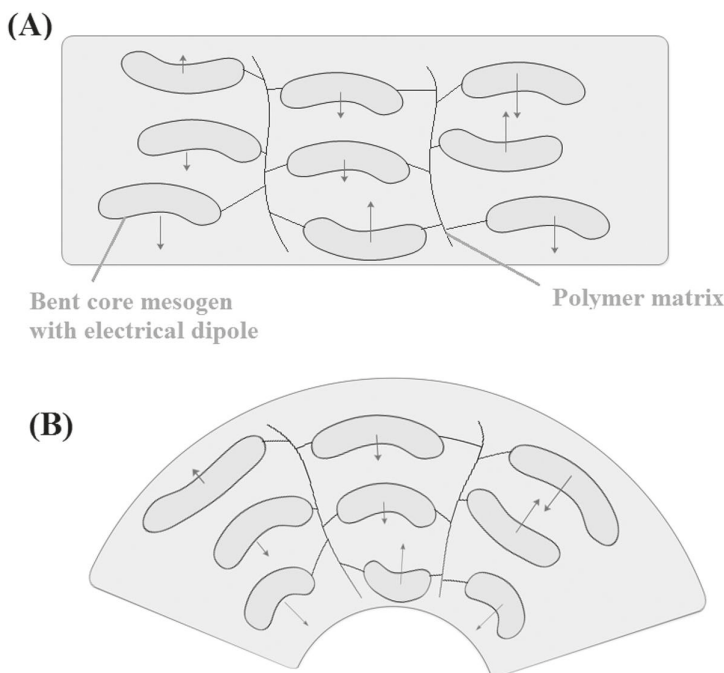 (A)
Bent core mesogen
with electrical dipole
Polymer matrix
(B)